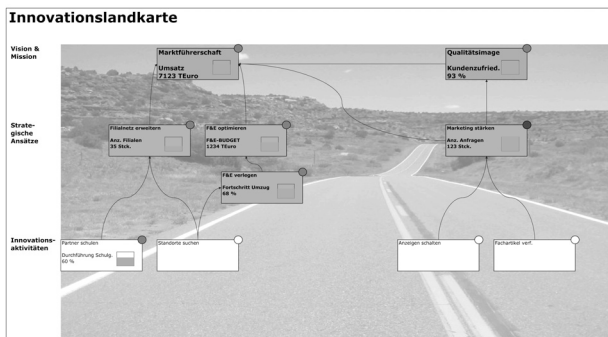 Innovationslandkarte
Vision &
Mission
Marktführerschaft
Umsatz
7123 TEuro
Qualitätsimage
Kundenzufried.
93 %
Strate-
gische
Ansätze
Filialnetz erweitern
Anz. Filialen
35 Stck.
F&E optimieren
F&E-BUDGET
1234 TEuro
Marketing stärken
Anz. Anfragen
123 Stck.
F&E verlegen
Fortschritt Umzug
68 %
Innovations-
aktivitäten
Partner schulen
Durchführung Schulg.
60 %
Standorte suchen
Anzeigen schalten
Fachartikel verf.